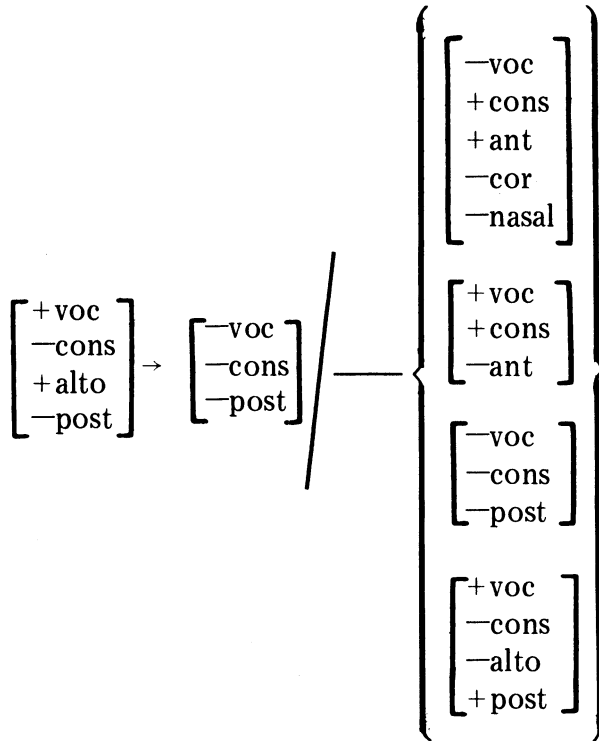 +voc
—cons
+alto
—post
→
—voc
—cons
—post
/
—voc
+cons
+ant
—cor
—nasal
+voc
+cons
—ant
—voc
—cons
—post
+voc
—cons
—alto
+post